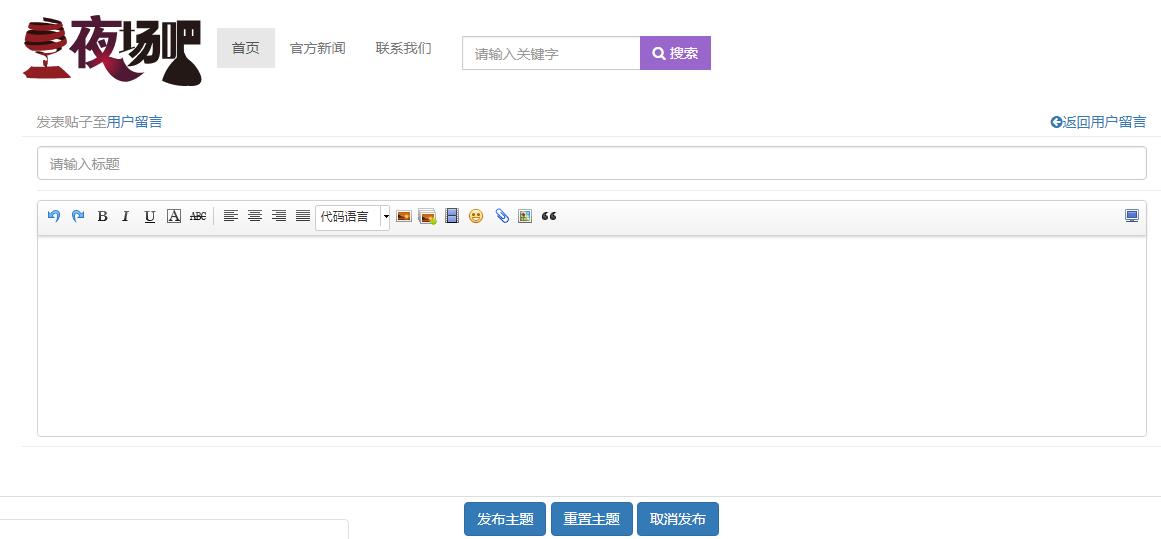 夜场吧
首页 官方新闻 联系我们 请输入关键字 搜索
发表贴子至用户留言 返回用户留言
请输入标题
B I U A ABC 代码语言
发布主题 重置主题 取消发布